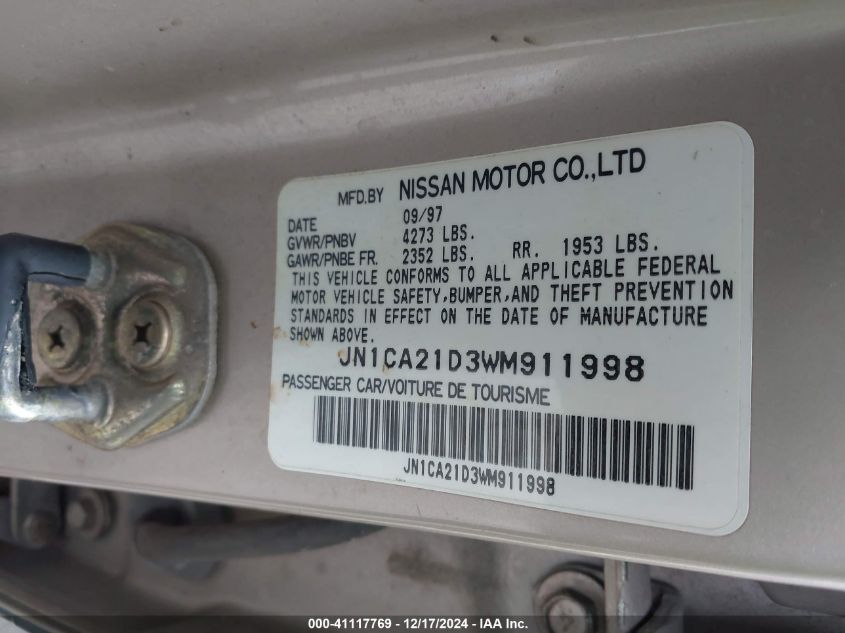 MFD.BY NISSAN MOTOR CO.,LTD
DATE 09/97
GVWR/PNBV 4273 LBS.
GAWR/PNBE FR. 2352 LBS. RR. 1953 LBS.
THIS VEHICLE CONFORMS TO ALL APPLICABLE FEDERAL
MOTOR VEHICLE SAFETY,BUMPER,AND THEFT PREVENTION
STANDARDS IN EFFECT ON THE DATE OF MANUFACTURE
SHOWN ABOVE.
JN1CA21D3WM911998
PASSENGER CAR/VOITURE DE TOURISME
JN1CA21D3WM911998
000-41117769 - 12/17/2024 - IAA Inc.